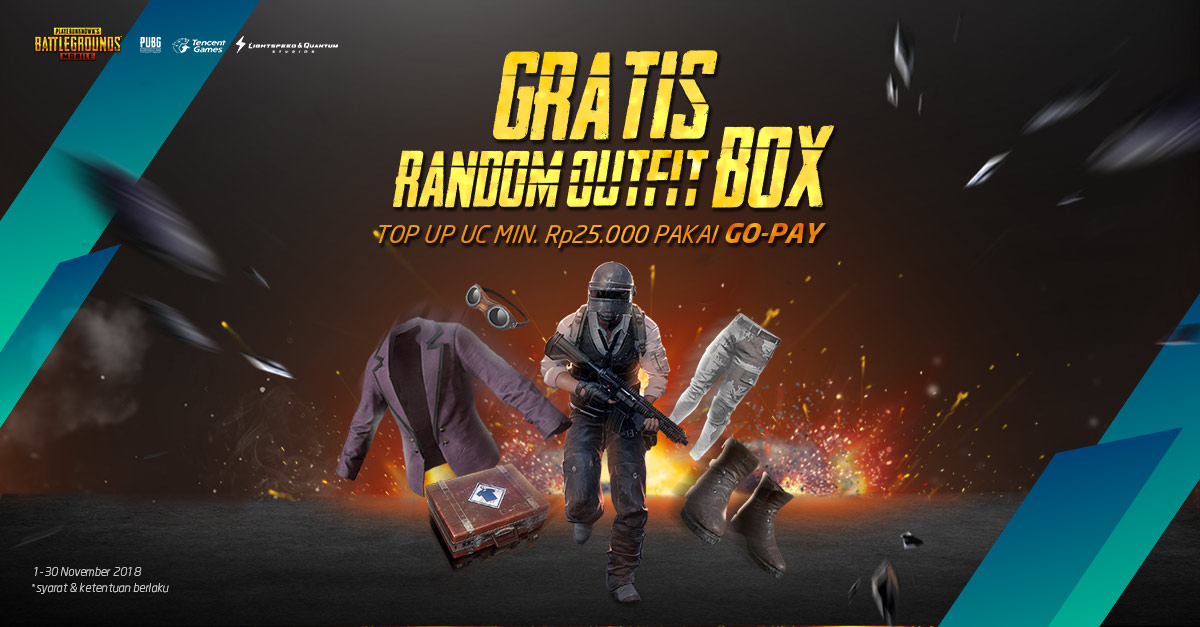 PLAYERUNKNOWN'S
BATTLEGROUNDS
MOBILE
PUBG
Tencent
Games
LIGHTSPEED & QUANTUM
STUDIOS
GRATIS
RANDOM OUTFIT BOX
TOP UP UC MIN. Rp25.000 PAKAI GO-PAY
1-30 November 2018
*syarat & ketentuan berlaku